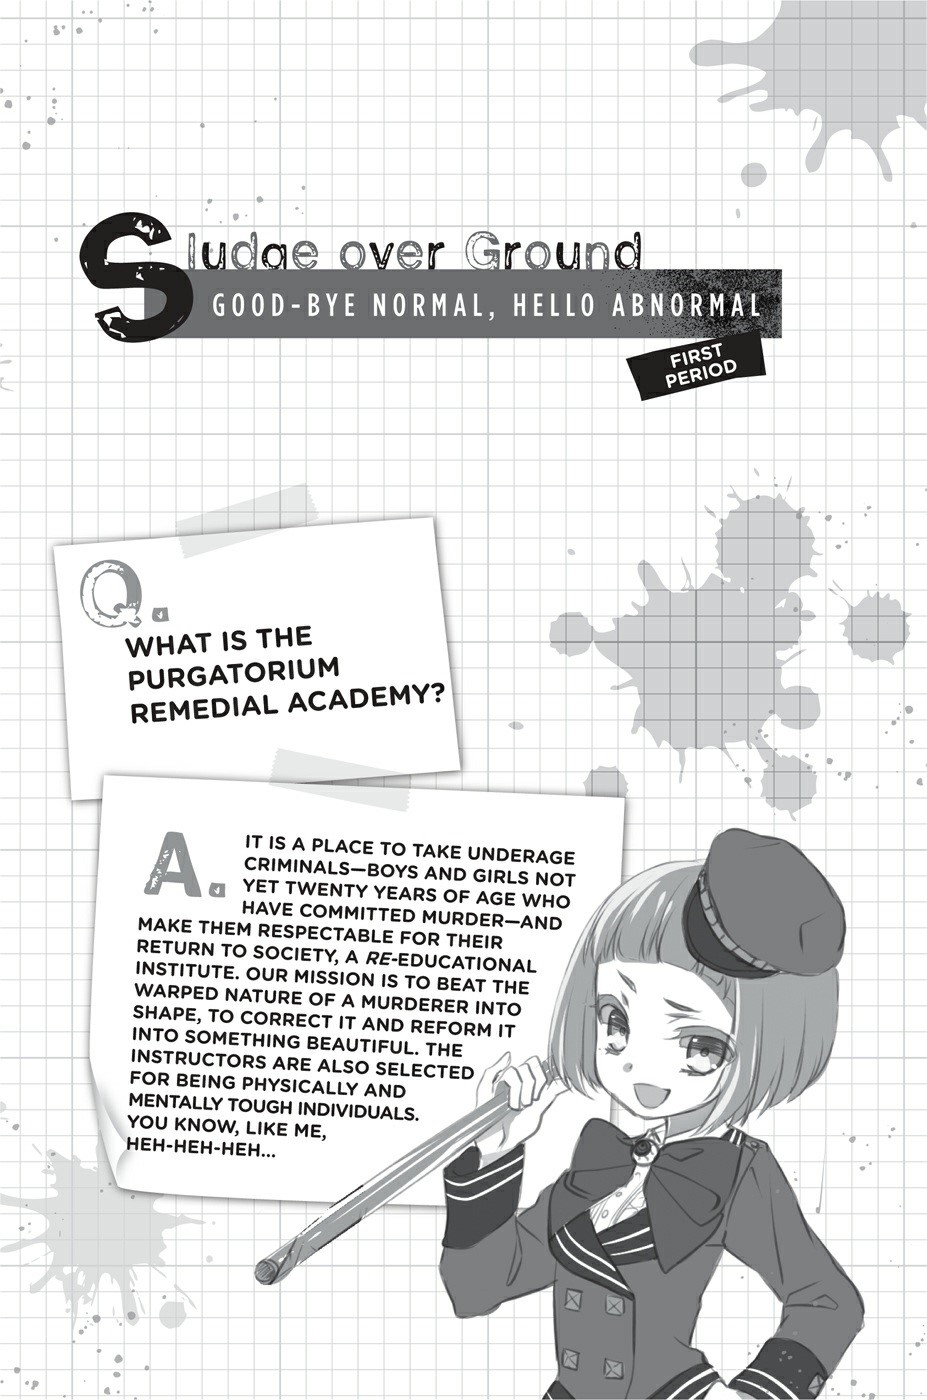 Sludge over Ground
GOOD-BYE NORMAL, HELLO ABNORMAL
FIRST
PERIOD
Q.
WHAT IS THE
PURGATORIUM
REMEDIAL ACADEMY?
A.
IT IS A PLACE TO TAKE UNDERAGE
CRIMINALS—BOYS AND GIRLS NOT
YET TWENTY YEARS OF AGE WHO
HAVE COMMITTED MURDER—AND
MAKE THEM RESPECTABLE FOR THEIR
RETURN TO SOCIETY, A RE-EDUCATIONAL
INSTITUTE. OUR MISSION IS TO BEAT THE
WARPED NATURE OF A MURDERER INTO
SHAPE, TO CORRECT IT AND REFORM IT
INTO SOMETHING BEAUTIFUL. THE
INSTRUCTORS ARE ALSO SELECTED
FOR BEING PHYSICALLY AND
MENTALLY TOUGH INDIVIDUALS.
YOU KNOW, LIKE ME,
HEH-HEH-HEH...